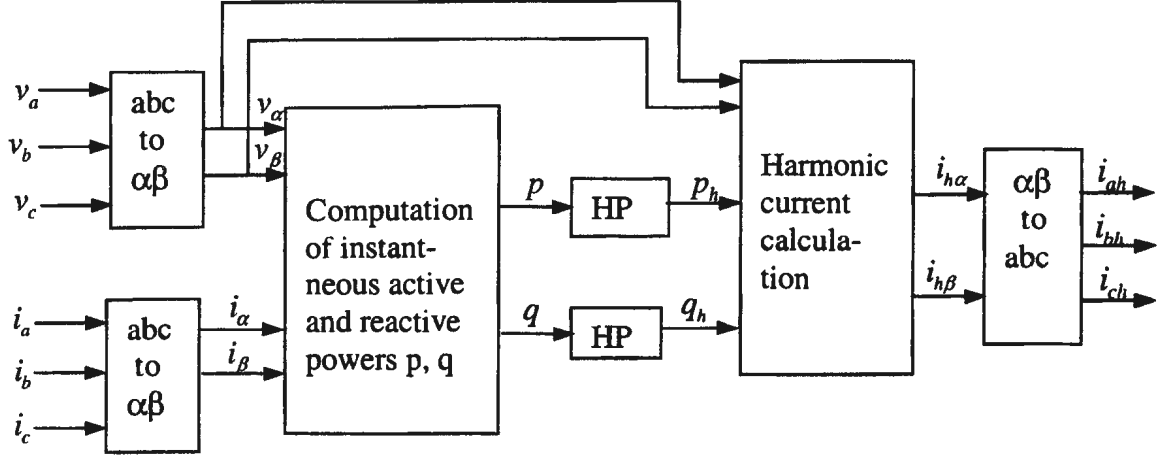 v_a
v_b
v_c
abc
to
αβ
v_α
v_β
i_a
i_b
i_c
abc
to
αβ
i_α
i_β
Computation
of instant-
neous active
and reactive
powers p, q
p
HP
p_h
q
HP
q_h
Harmonic
current
calcula-
tion
i_hα
i_hβ
αβ
to
abc
i_ah
i_bh
i_ch